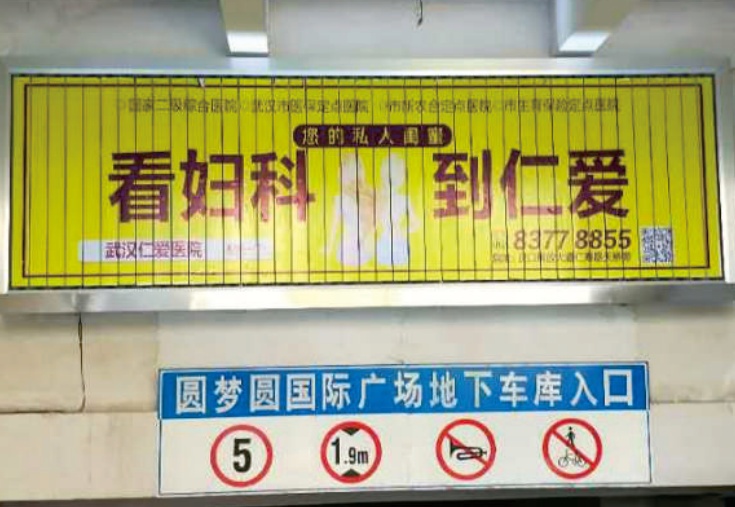 国家二级综合医院 武汉市医保定点医院 市新农合定点医院 市生育保险定点医院
您的私人闺蜜
看妇科 到仁爱
武汉仁爱医院
8377 8855
圆梦圆国际广场地下车库入口
5 1.9m